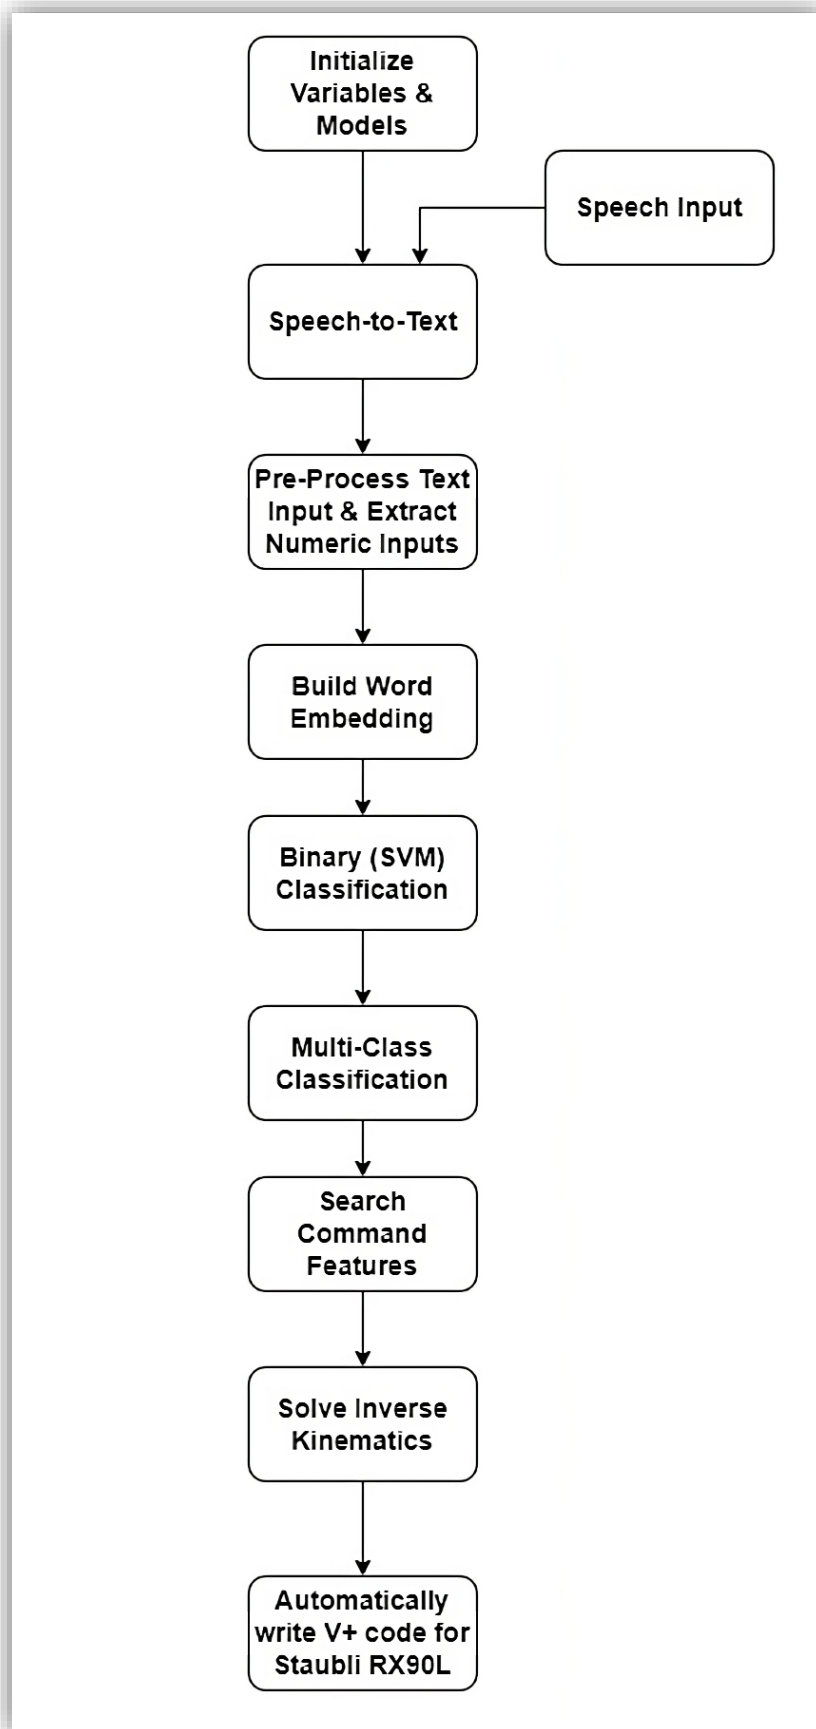 Initialize
Variables &
Models
Speech Input
Speech-to-Text
Pre-Process Text
Input & Extract
Numeric Inputs
Build Word
Embedding
Binary (SVM)
Classification
Multi-Class
Classification
Search
Command
Features
Solve Inverse
Kinematics
Automatically
write V+ code for
Staubli RX90L